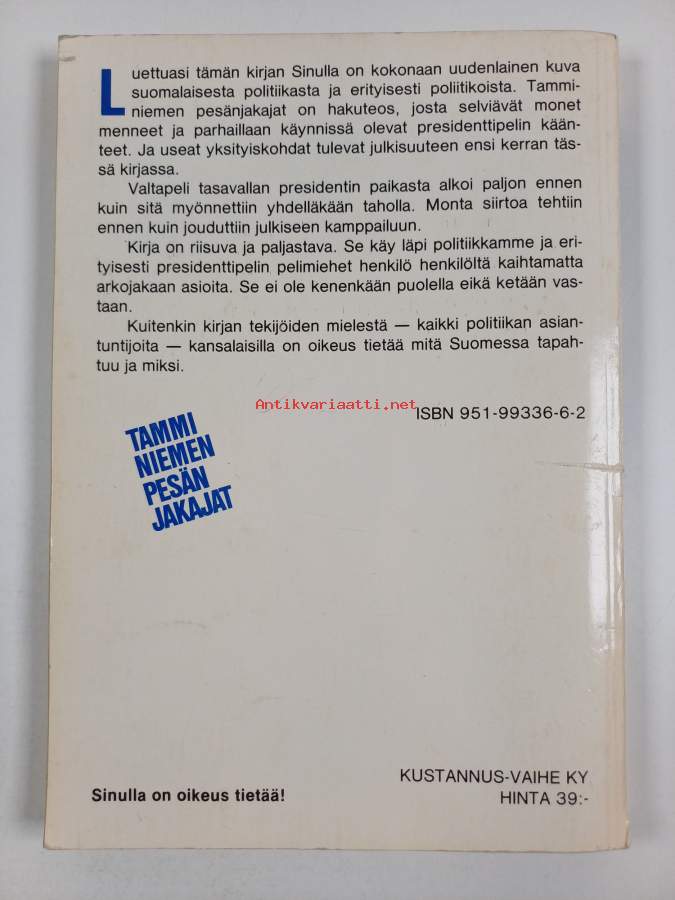 Luettuasi tämän kirjan Sinulla on kokonaan uudenlainen kuva
suomalaisesta politiikasta ja erityisesti poliitikoista. Tammi-
niemen pesänjakajat on hakuteos, josta selviävät monet
menneet ja parhaillaan käynnissä olevat presidenttipelin kään-
teet. Ja useat yksityiskohdat tulevat julkisuuteen ensi kerran täs-
sä kirjassa.
Valtapeli tasavallan presidentin paikasta alkoi paljon ennen
kuin sitä myönnettiin yhdelläkään taholla. Monta siirtoa tehtiin
ennen kuin jouduttiin julkiseen kamppailuun.
Kirja on riisuva ja paljastava. Se käy läpi politiikkamme ja eri-
tyisesti presidenttipelin pelimiehet henkilö henkilöltä kaihtamatta
arkojakaan asioita. Se ei ole kenenkään puolella eikä ketään vas-
taan.
Kuitenkin kirjan tekijöiden mielestä — kaikki politiikan asian-
tuntijoita — kansalaisilla on oikeus tietää mitä Suomessa tapah-
tuu ja miksi.
Antikvariaatti.net
ISBN 951-99336-6-2
TAMMI
NIEMEN
PESÄN
JAKAJAT
KUSTANNUS-VAIHE KY
Sinulla on oikeus tietää!
HINTA 39:-